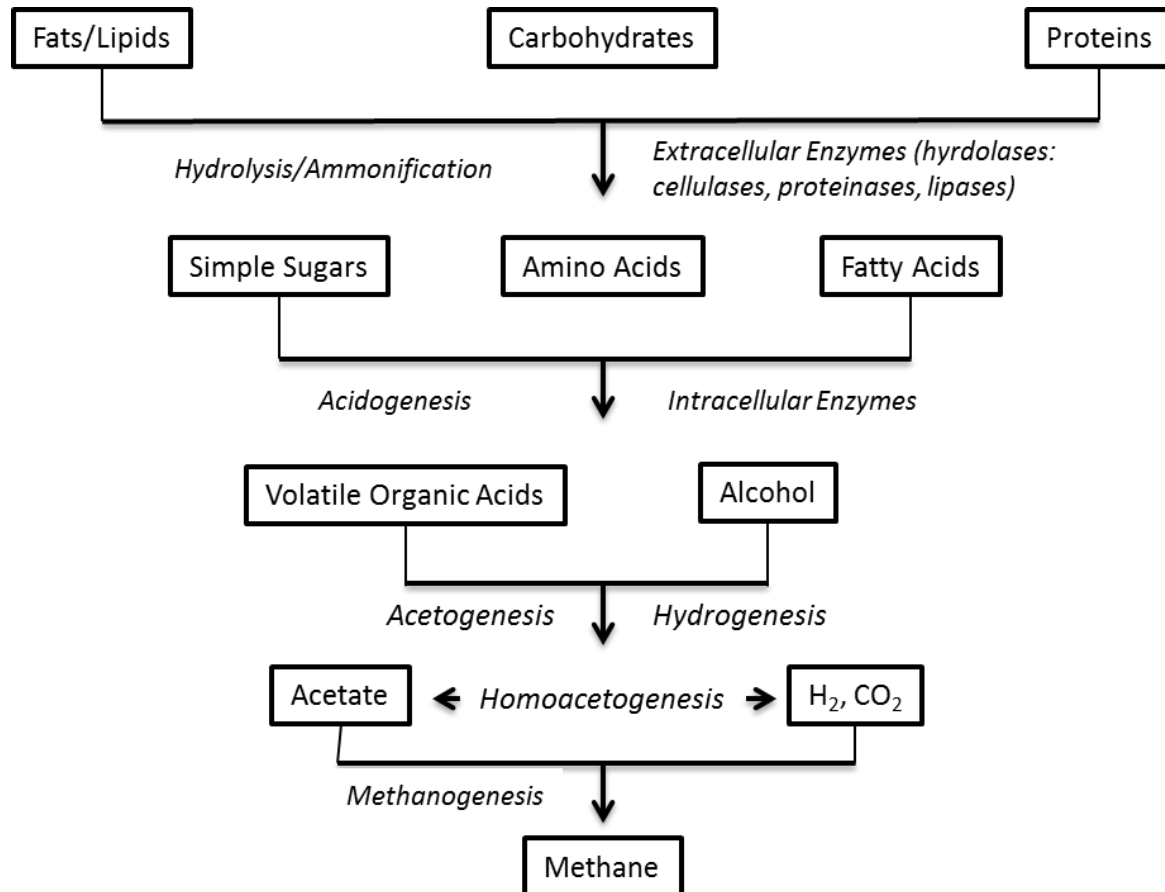 Fats/Lipids
Carbohydrates
Proteins
Hydrolysis/Ammonification
Extracellular Enzymes (hyrdolases:
cellulases, proteinases, lipases)
Simple Sugars
Amino Acids
Fatty Acids
Acidogenesis
Intracellular Enzymes
Volatile Organic Acids
Alcohol
Acetogenesis
Hydrogenesis
Acetate
Homoacetogenesis
H₂, CO₂
Methanogenesis
Methane